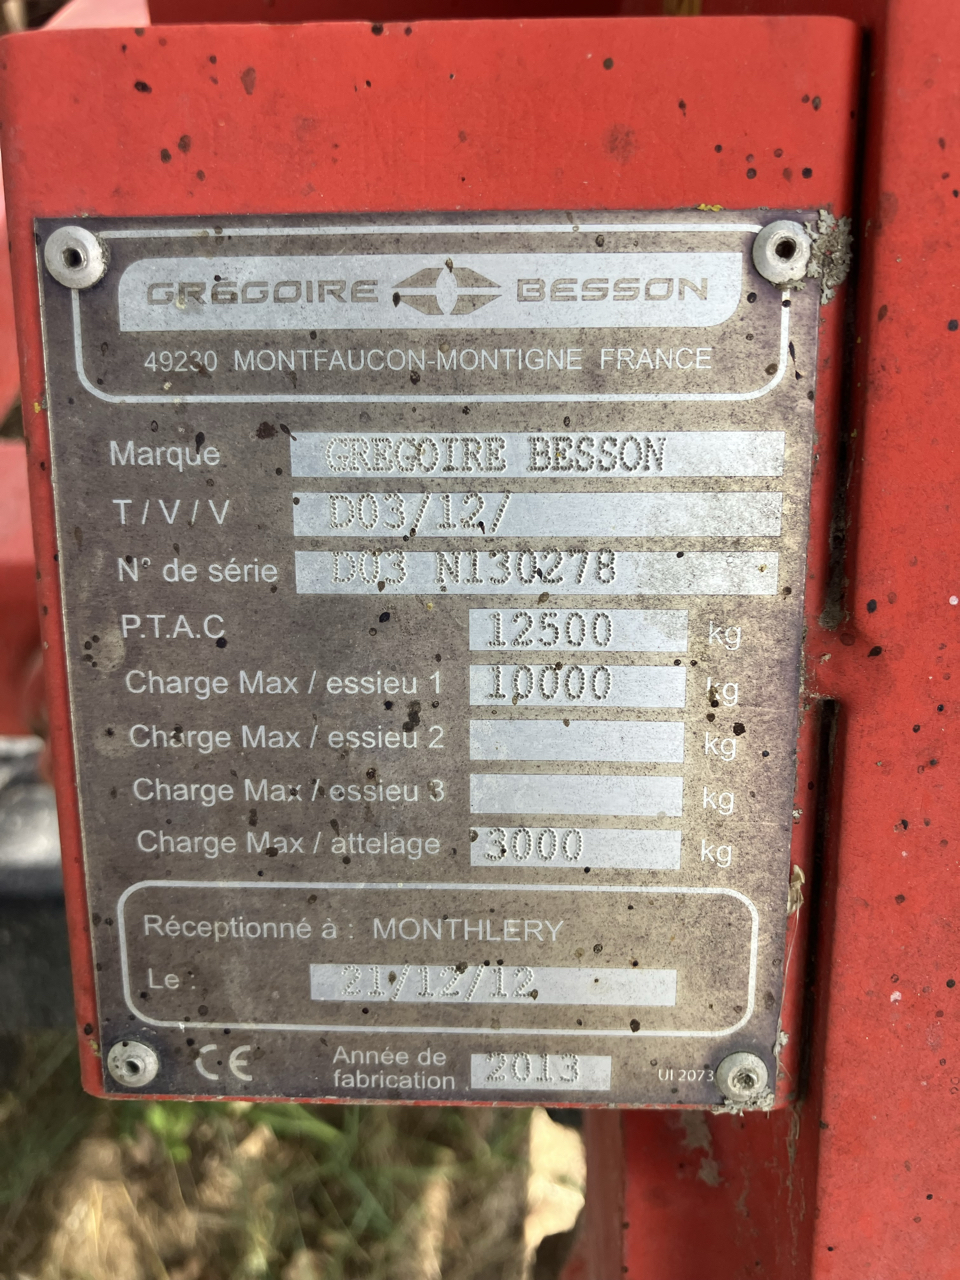 GRéGOIRE BESSON
49230 MONTFAUCON-MONTIGNE FRANCE
Marque GREGOIRE BESSON
T/V/V D03/12/
N° de série D03 N130278
P.T.A.C 12500 kg
Charge Max / essieu 1 10000 kg
Charge Max / essieu 2 kg
Charge Max / essieu 3 kg
Charge Max / attelage 3000 kg
Réceptionné à : MONTHLERY
Le : 21/12/12
CE Année de
fabrication 2013 UI 2073